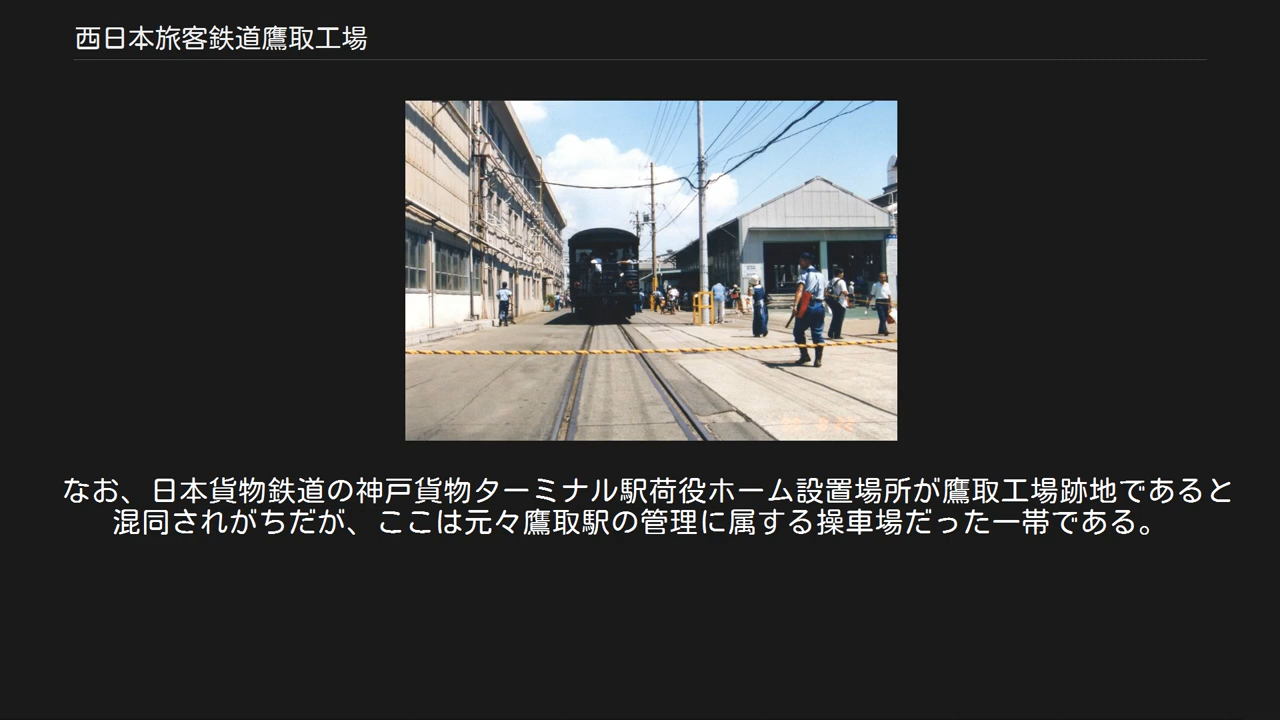 西日本旅客鉄道鷹取工場
なお、日本貨物鉄道の神戸貨物ターミナル駅荷役ホーム設置場所が鷹取工場跡地であると
混同されがちだが、ここは元々鷹取駅の管理に属する操車場だった一帯である。